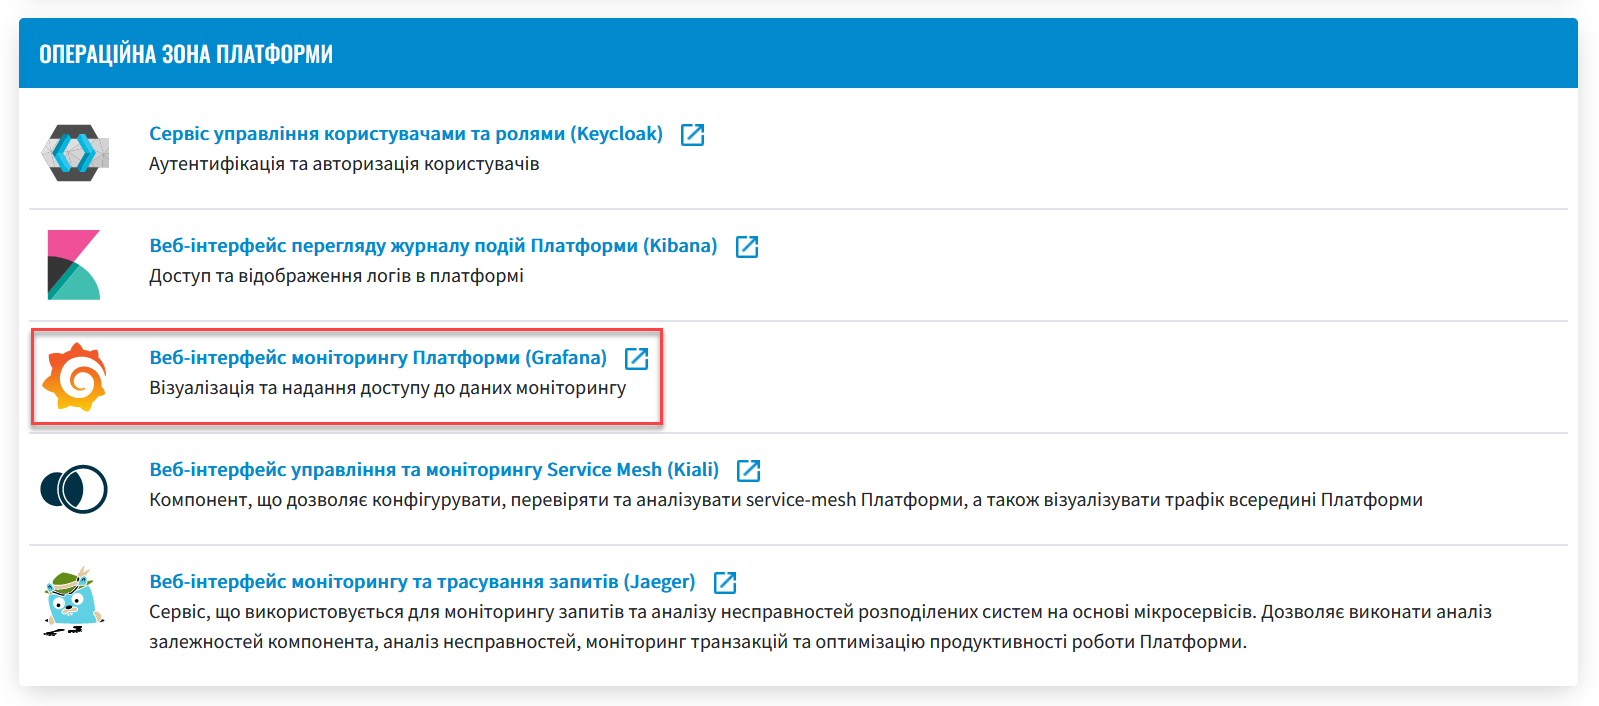 ОПЕРАЦІЙНА ЗОНА ПЛАТФОРМИ
Сервіс управління користувачами та ролями (Keycloak)
Аутентифікація та авторизація користувачів
Веб-інтерфейс перегляду журналу подій Платформи (Kibana)
Доступ та відображення логів в платформі
Веб-інтерфейс моніторингу Платформи (Grafana)
Візуалізація та надання доступу до даних моніторингу
Веб-інтерфейс управління та моніторингу Service Mesh (Kiali)
Компонент, що дозволяє конфігурувати, перевіряти та аналізувати service-mesh Платформи, а також візуалізувати трафік всередині Платформи
Веб-інтерфейс моніторингу та трасування запитів (Jaeger)
Сервіс, що використовується для моніторингу запитів та аналізу несправностей розподілених систем на основі мікросервісів. Дозволяє виконати аналіз
залежностей компонента, аналіз несправностей, моніторинг транзакцій та оптимізацію продуктивності роботи Платформи.